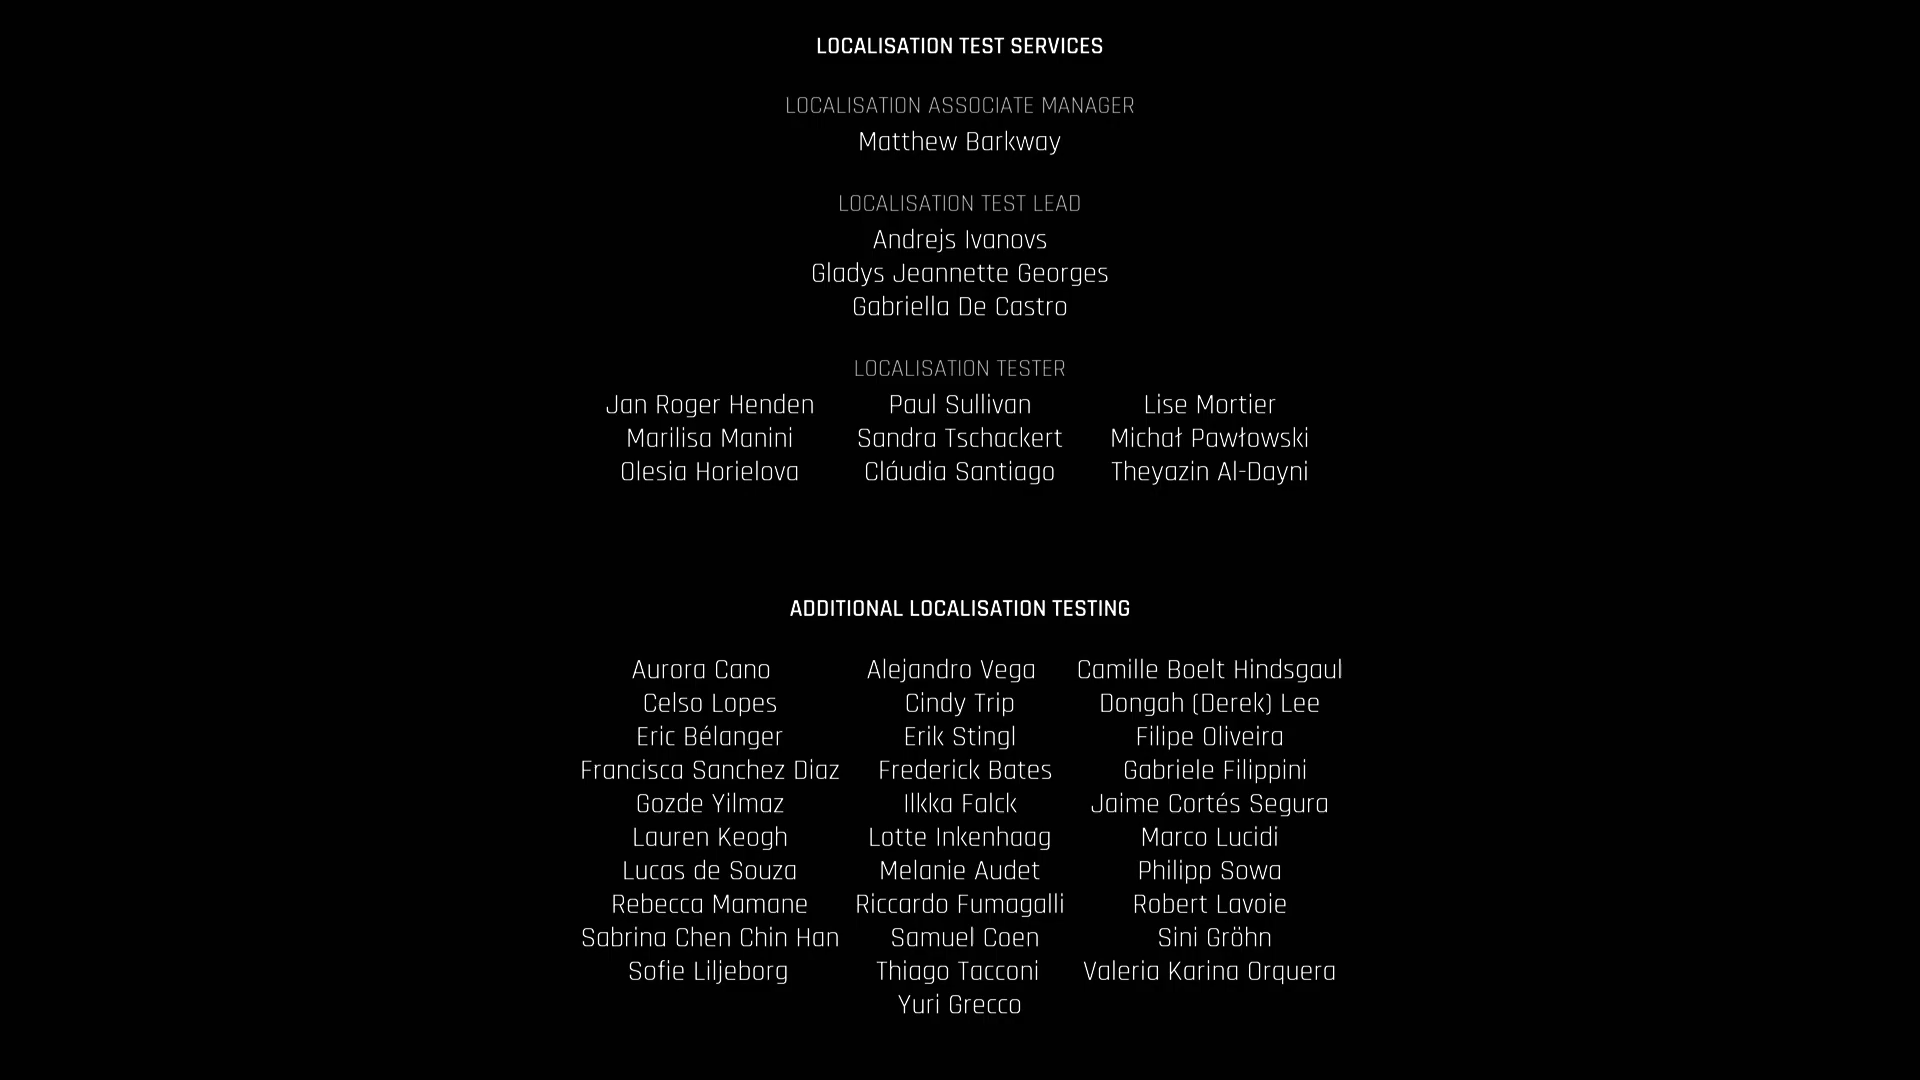 LOCALISATION TEST SERVICES
LOCALISATION ASSOCIATE MANAGER
Matthew Barkway
LOCALISATION TEST LEAD
Andrejs Ivanovs
Gladys Jeannette Georges
Gabriella De Castro
LOCALISATION TESTER
Jan Roger Henden Paul Sullivan Lise Mortier
Marilisa Manini Sandra Tschackert Michał Pawłowski
Olesia Horielova Cláudia Santiago Theyazin Al-Dayni
ADDITIONAL LOCALISATION TESTING
Aurora Cano Alejandro Vega Camille Boelt Hindsgaul
Celso Lopes Cindy Trip Dongah (Derek) Lee
Eric Bélanger Erik Stingl Filipe Oliveira
Francisca Sanchez Diaz Frederick Bates Gabriele Filippini
Gozde Yilmaz Ilkka Falck Jaime Cortés Segura
Lauren Keogh Lotte Inkenhaag Marco Lucidi
Lucas de Souza Melanie Audet Philipp Sowa
Rebecca Mamane Riccardo Fumagalli Robert Lavoie
Sabrina Chen Chin Han Samuel Coen Sini Gröhn
Sofie Liljeborg Thiago Tacconi Valeria Karina Orquera
Yuri Grecco